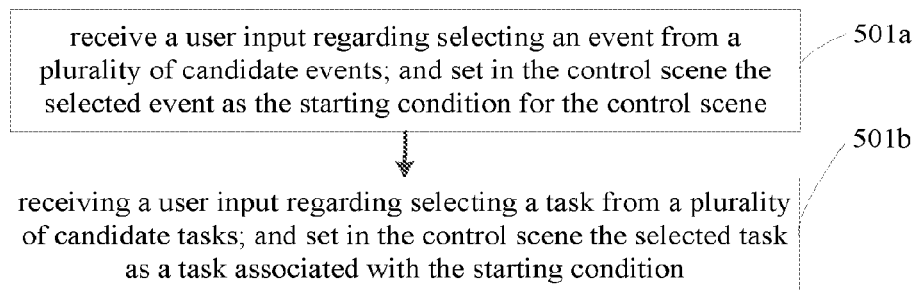 receive a user input regarding selecting an event from a
plurality of candidate events; and set in the control scene the
selected event as the starting condition for the control scene
501a
501b
receiving a user input regarding selecting a task from a plurality
of candidate tasks; and set in the control scene the selected task
as a task associated with the starting condition